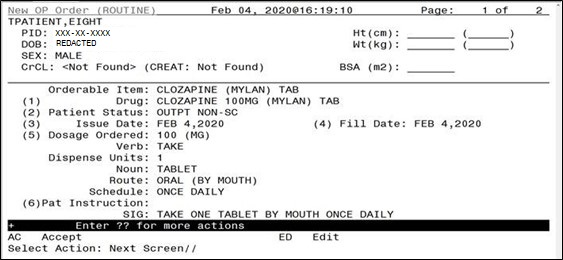 New OP Order (ROUTINE) Feb 04, 2020@16:19:10 Page: 1 of 2
TPATIENT,EIGHT
PID: XXX-XX-XXXX Ht(cm): ______ (______)
DOB: REDACTED Wt(kg): ______ (______)
SEX: MALE
CrCL: <Not Found> (CREAT: Not Found) BSA (m2): ______
Orderable Item: CLOZAPINE (MYLAN) TAB
(1) Drug: CLOZAPINE 100MG (MYLAN) TAB
(2) Patient Status: OUTPT NON-SC
(3) Issue Date: FEB 4,2020 (4) Fill Date: FEB 4,2020
(5) Dosage Ordered: 100 (MG)
Verb: TAKE
Dispense Units: 1
Noun: TABLET
Route: ORAL (BY MOUTH)
Schedule: ONCE DAILY
(6)Pat Instruction:
SIG: TAKE ONE TABLET BY MOUTH ONCE DAILY
+ Enter ?? for more actions
AC Accept ED Edit
Select Action: Next Screen//